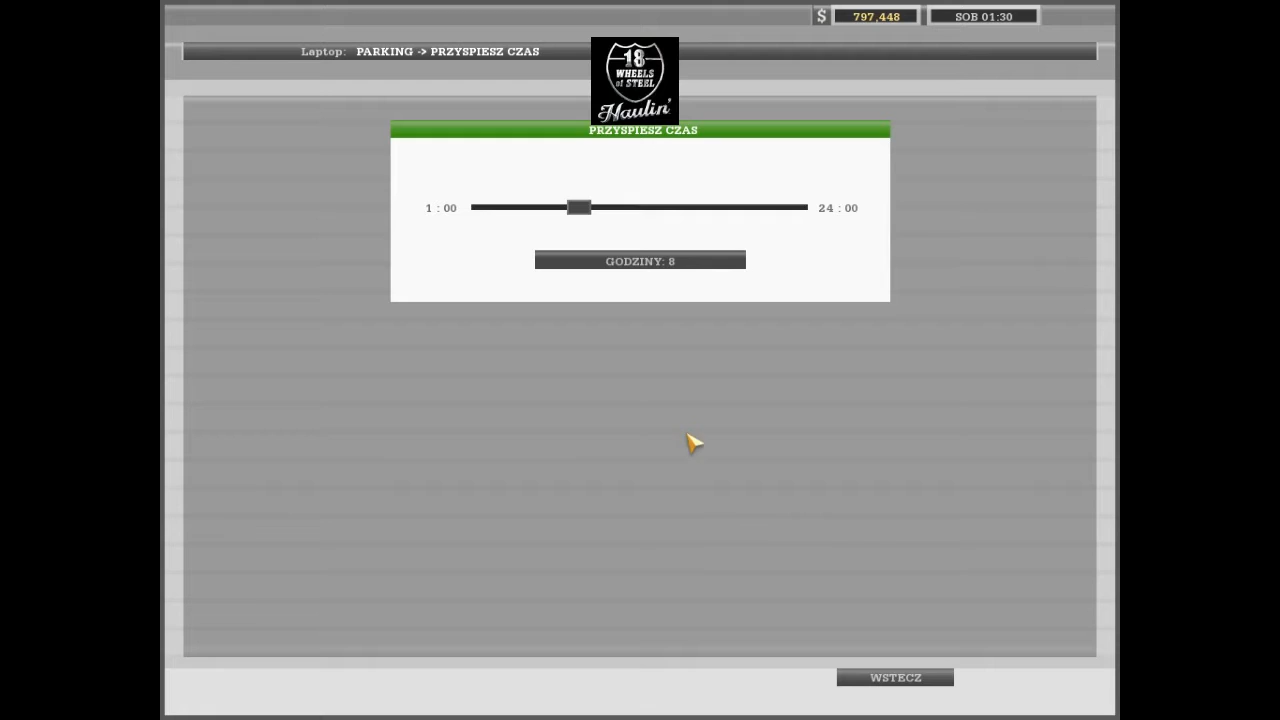 $ 797,448 SOB 01:30
Laptop: PARKING -> PRZYSPIESZ CZAS
18
WHEELS
of STEEL
Haulin'
PRZYSPIESZ CZAS
1 : 00 24 : 00
GODZINY: 8
WSTECZ